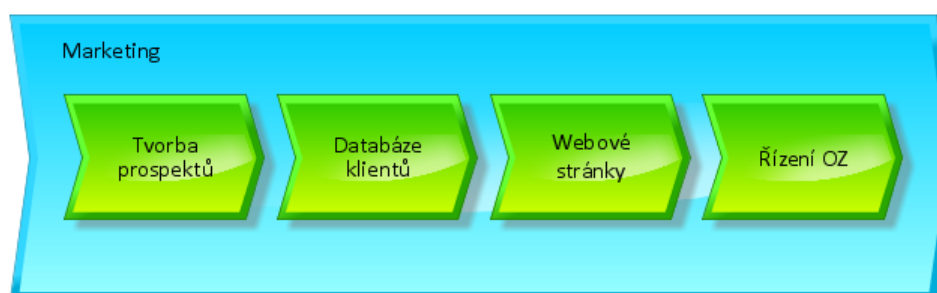 Marketing
Tvorba
prospektů
Databáze
klientů
Webové
stránky
Řízení OZ